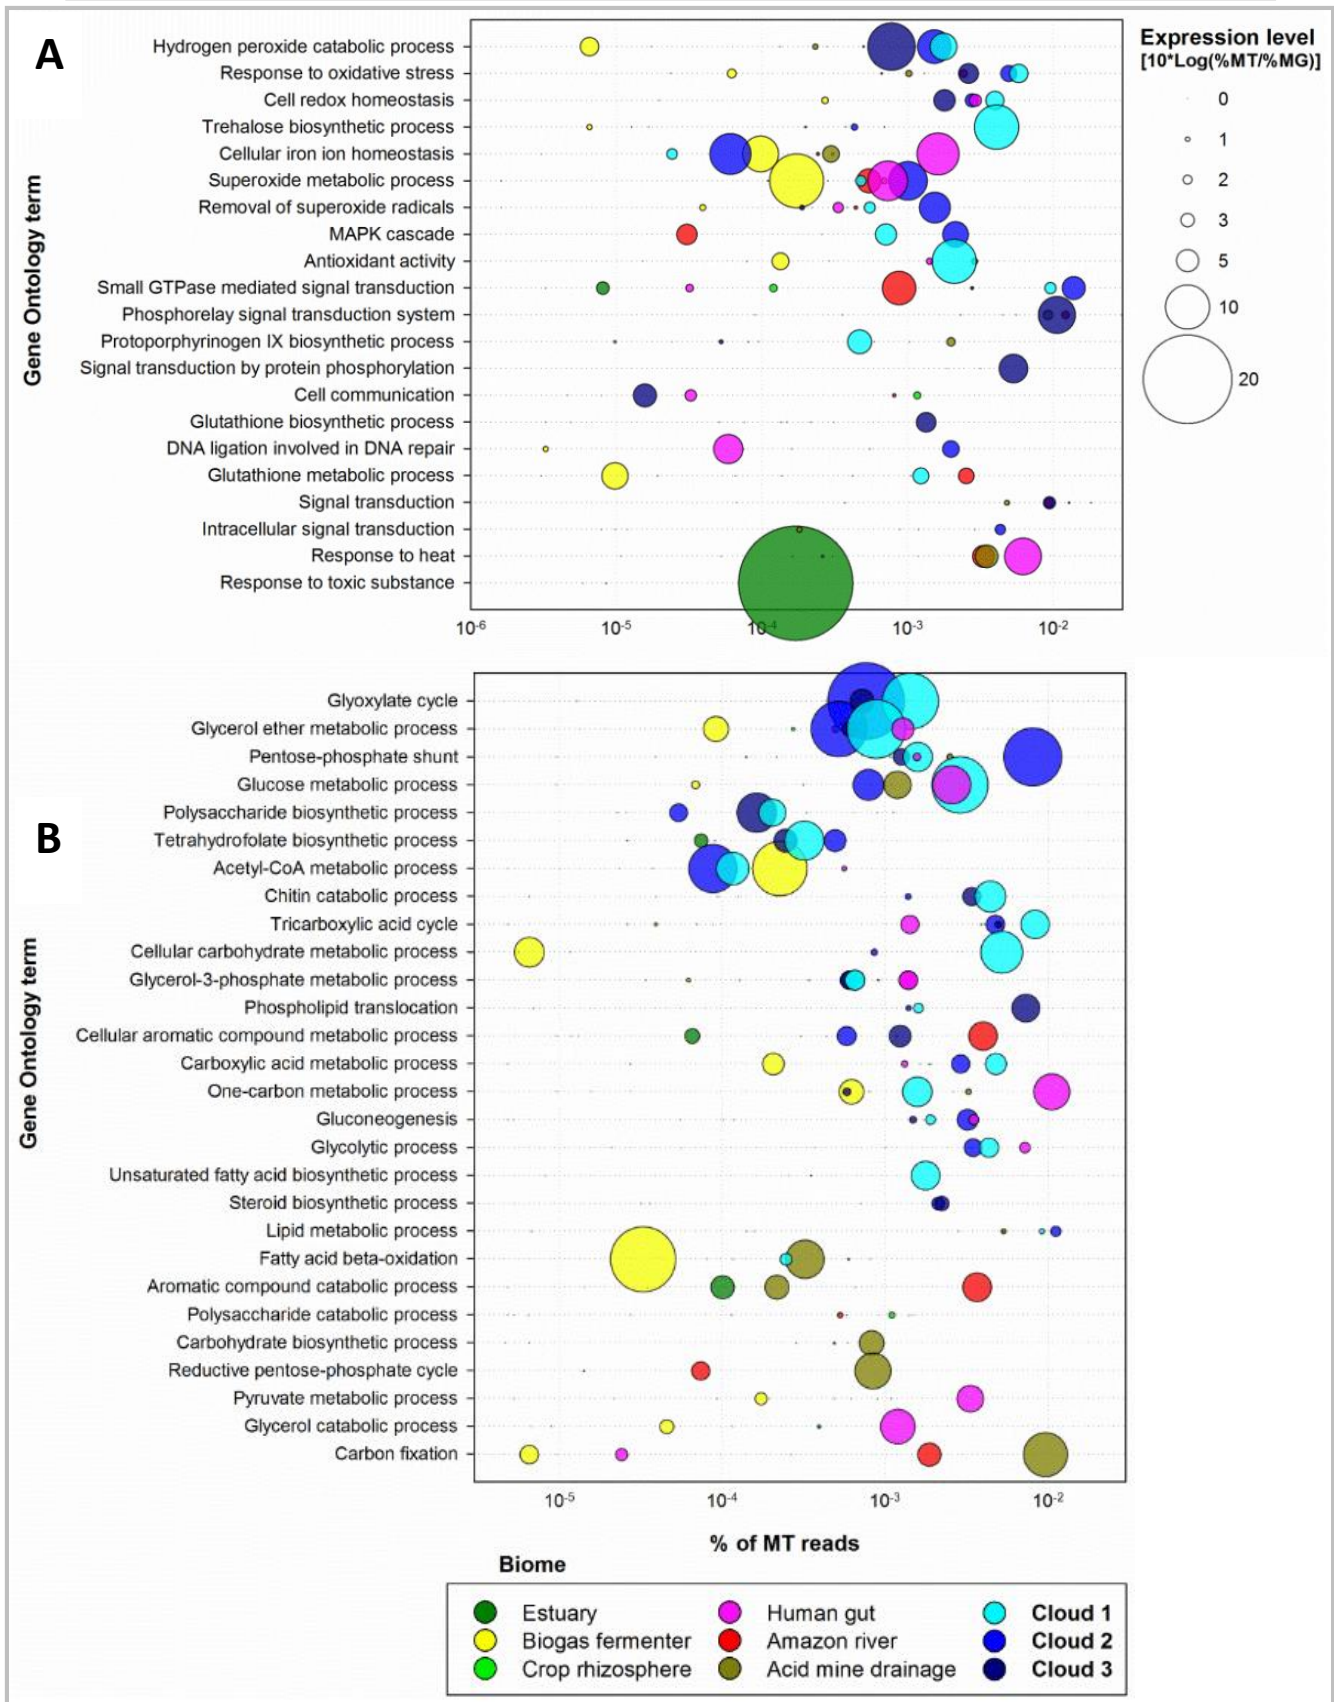 A
Expression level
[10*Log(%MT/%MG)]
0
1
2
3
5
10
20
Gene Ontology term
Hydrogen peroxide catabolic process
Response to oxidative stress
Cell redox homeostasis
Trehalose biosynthetic process
Cellular iron ion homeostasis
Superoxide metabolic process
Removal of superoxide radicals
MAPK cascade
Antioxidant activity
Small GTPase mediated signal transduction
Phosphorelay signal transduction system
Protoporphyrinogen IX biosynthetic process
Signal transduction by protein phosphorylation
Cell communication
Glutathione biosynthetic process
DNA ligation involved in DNA repair
Glutathione metabolic process
Signal transduction
Intracellular signal transduction
Response to heat
Response to toxic substance
10-6 10-5 10-4 10-3 10-2
B
Gene Ontology term
Glyoxylate cycle
Glycerol ether metabolic process
Pentose-phosphate shunt
Glucose metabolic process
Polysaccharide biosynthetic process
Tetrahydrofolate biosynthetic process
Acetyl-CoA metabolic process
Chitin catabolic process
Tricarboxylic acid cycle
Cellular carbohydrate metabolic process
Glycerol-3-phosphate metabolic process
Phospholipid translocation
Cellular aromatic compound metabolic process
Carboxylic acid metabolic process
One-carbon metabolic process
Gluconeogenesis
Glycolytic process
Unsaturated fatty acid biosynthetic process
Steroid biosynthetic process
Lipid metabolic process
Fatty acid beta-oxidation
Aromatic compound catabolic process
Polysaccharide catabolic process
Carbohydrate biosynthetic process
Reductive pentose-phosphate cycle
Pyruvate metabolic process
Glycerol catabolic process
Carbon fixation
10-5 10-4 10-3 10-2
% of MT reads
Biome
Estuary Human gut Cloud 1
Biogas fermenter Amazon river Cloud 2
Crop rhizosphere Acid mine drainage Cloud 3